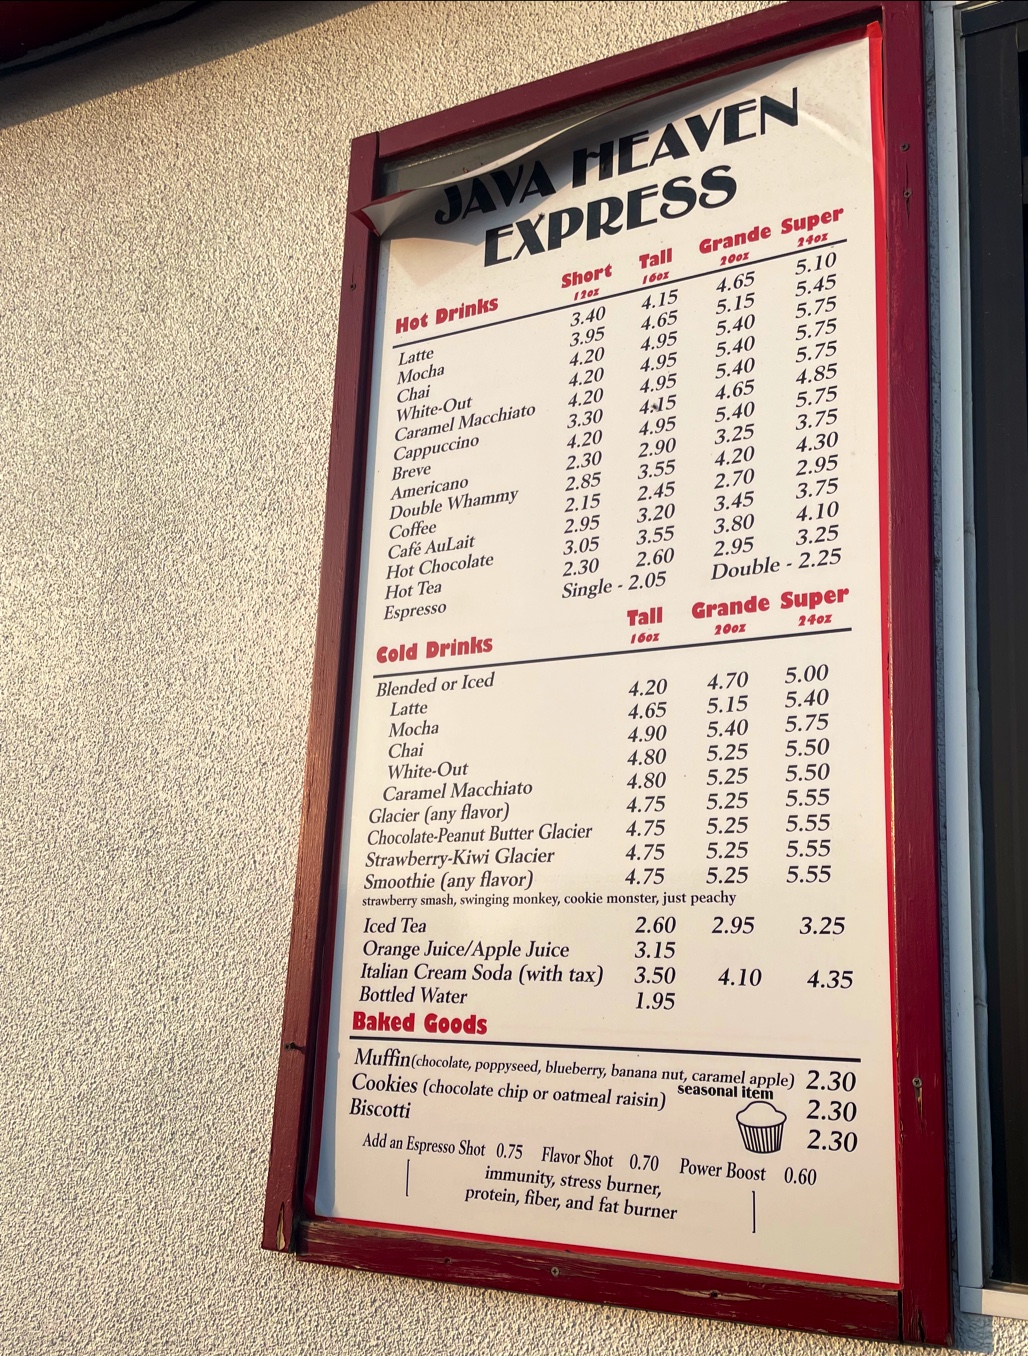 JAVA HEAVEN
EXPRESS
Hot Drinks Short Tall Grande Super
12oz 16oz 20oz 24oz
Latte 3.40 4.15 4.65 5.10
Mocha 3.95 4.65 5.15 5.45
Chai 4.20 4.95 5.40 5.75
White-Out 4.20 4.95 5.40 5.75
Caramel Macchiato 4.20 4.95 5.40 5.75
Cappuccino 3.30 4.15 4.65 4.85
Breve 4.20 4.95 5.40 5.75
Americano 2.30 2.90 3.25 3.75
Double Whammy 2.85 3.55 4.20 4.30
Coffee 2.15 2.45 2.70 2.95
Café AuLait 2.95 3.20 3.45 3.75
Hot Chocolate 3.05 3.55 3.80 4.10
Hot Tea 2.30 2.60 2.95 3.25
Espresso Single - 2.05 Double - 2.25
Cold Drinks Tall Grande Super
16oz 20oz 24oz
Blended or Iced
Latte 4.20 4.70 5.00
Mocha 4.65 5.15 5.40
Chai 4.90 5.40 5.75
White-Out 4.80 5.25 5.50
Caramel Macchiato 4.80 5.25 5.50
Glacier (any flavor) 4.75 5.25 5.55
Chocolate-Peanut Butter Glacier 4.75 5.25 5.55
Strawberry-Kiwi Glacier 4.75 5.25 5.55
Smoothie (any flavor) 4.75 5.25 5.55
strawberry smash, swinging monkey, cookie monster, just peachy
Iced Tea 2.60 2.95 3.25
Orange Juice/Apple Juice 3.15
Italian Cream Soda (with tax) 3.50 4.10 4.35
Bottled Water 1.95
Baked Goods
Muffin(chocolate, poppyseed, blueberry, banana nut, caramel apple) 2.30
seasonal item
Cookies (chocolate chip or oatmeal raisin) 2.30
Biscotti 2.30
Add an Espresso Shot 0.75 Flavor Shot 0.70 Power Boost 0.60
immunity, stress burner,
protein, fiber, and fat burner